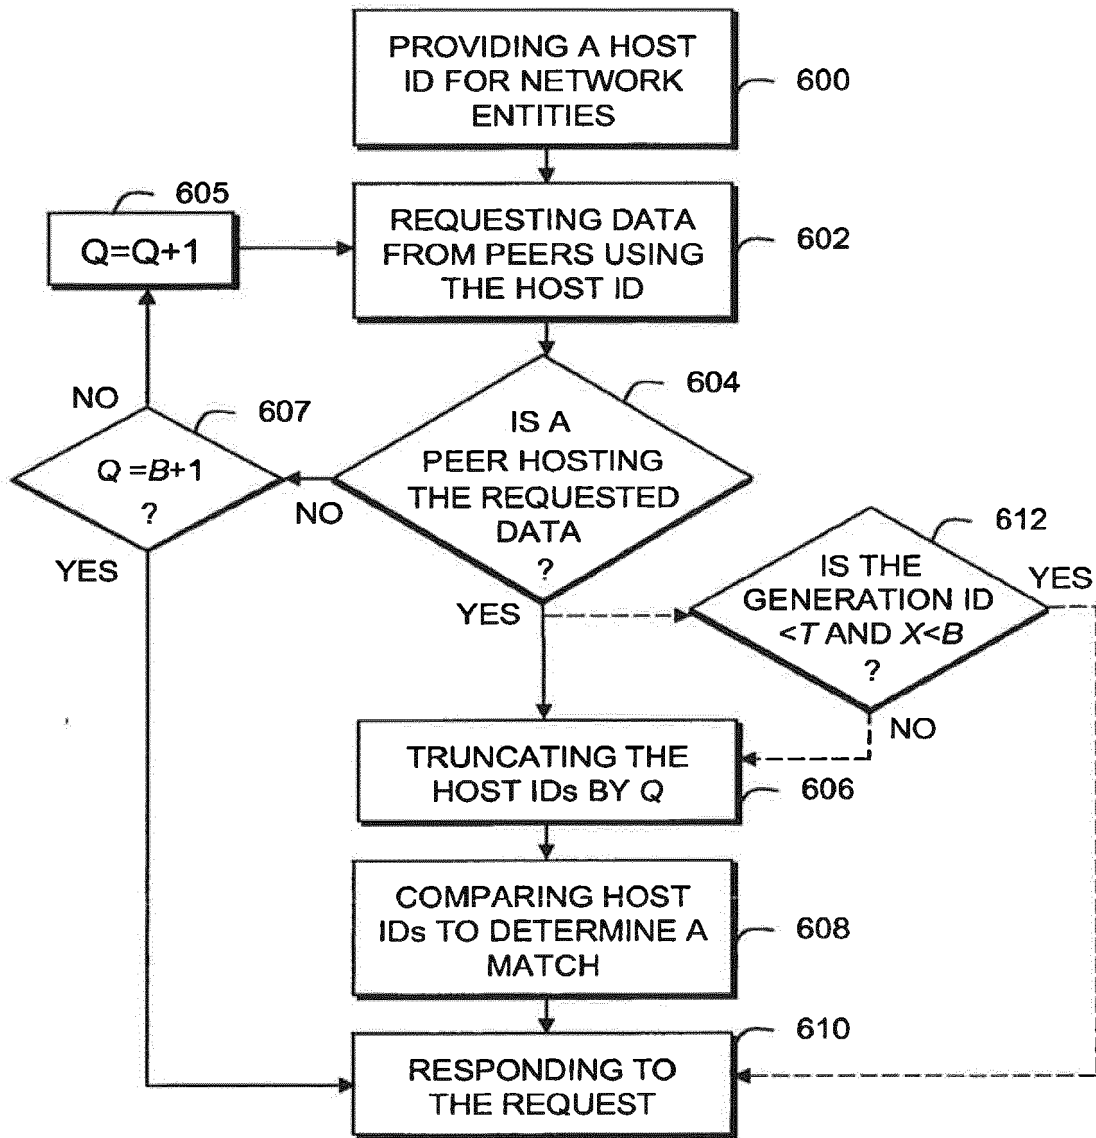 PROVIDING A HOST
ID FOR NETWORK
ENTITIES
600
605
Q=Q+1
REQUESTING DATA
FROM PEERS USING
THE HOST ID
602
604
IS A
PEER HOSTING
THE REQUESTED
DATA
?
NO
607
Q =B+1
?
NO
YES
YES
612
IS THE
GENERATION ID
<T AND X<B
?
YES
NO
TRUNCATING THE
HOST IDs BY Q
606
COMPARING HOST
IDs TO DETERMINE A
MATCH
608
610
RESPONDING TO
THE REQUEST